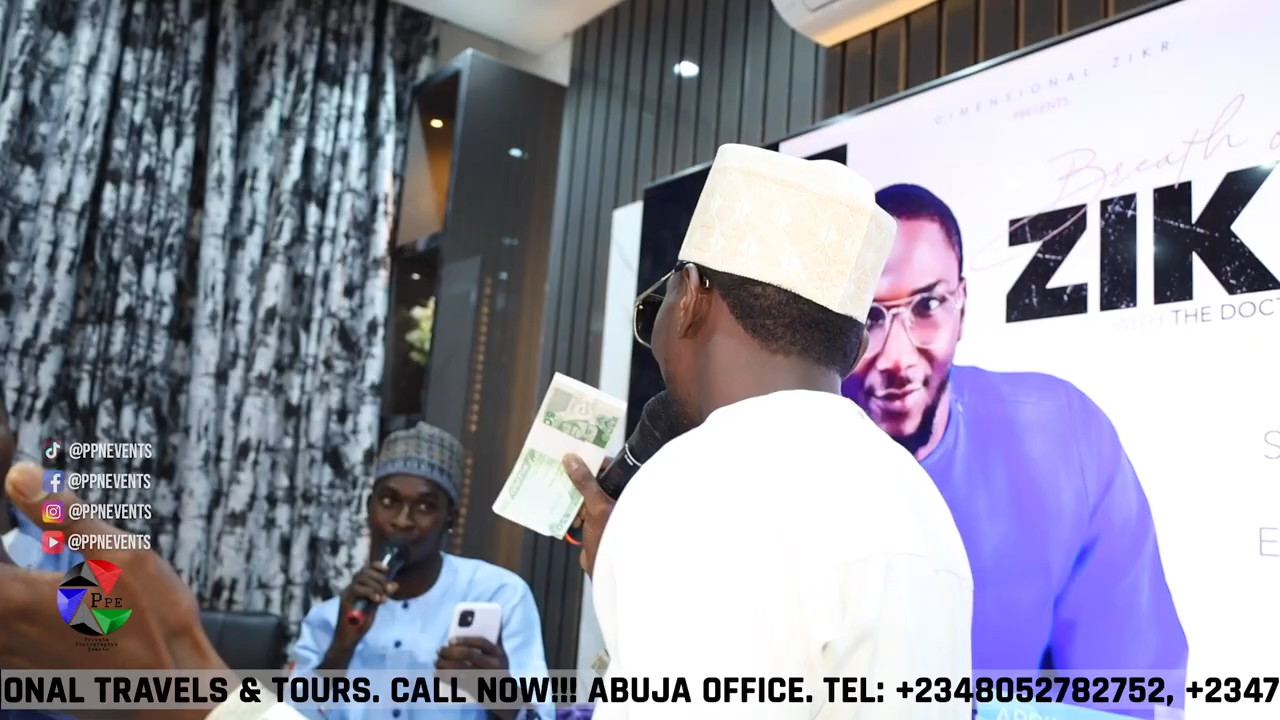 DIMENSIONAL ZIKR
PRESENTS
Breath
ZIK
WITH THE DOCT
@PPNEVENTS
@PPNEVENTS
@PPNEVENTS
@PPNEVENTS
PPE
ONAL TRAVELS & TOURS. CALL NOW!!! ABUJA OFFICE. TEL: +2348052782752, +2347